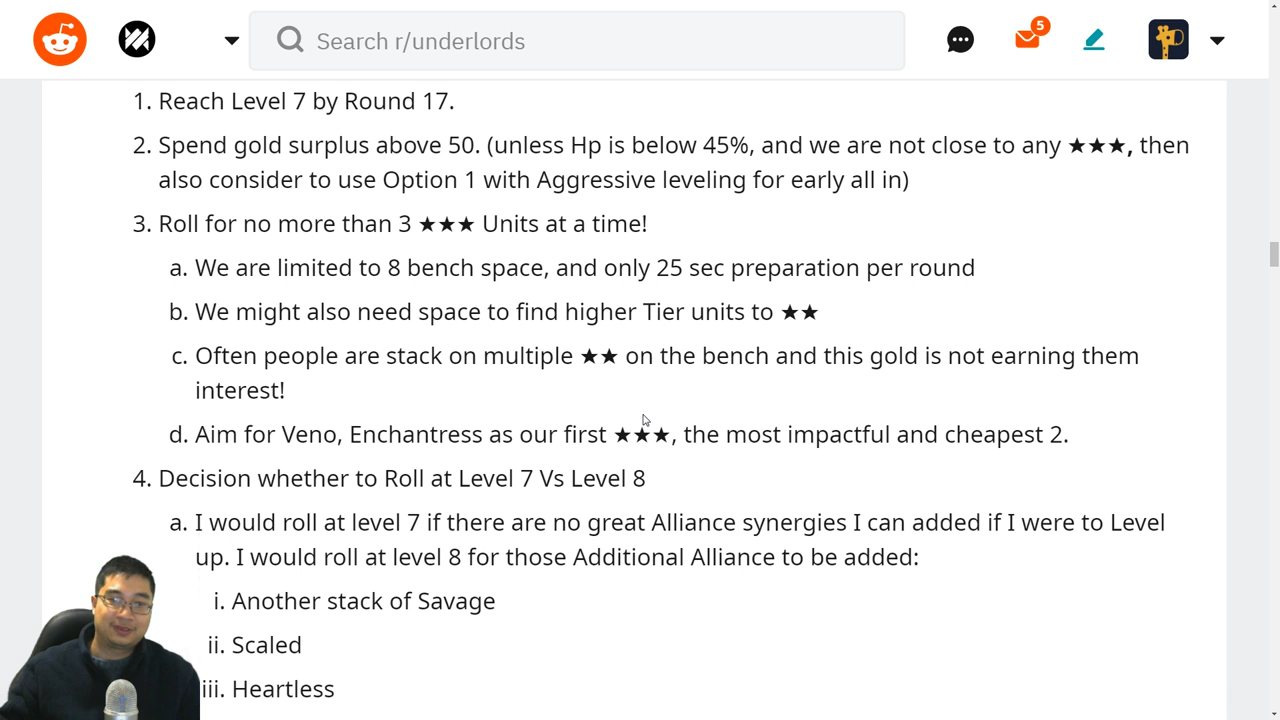 Search r/underlords
5
1. Reach Level 7 by Round 17.
2. Spend gold surplus above 50. (unless Hp is below 45%, and we are not close to any ★★★, then
also consider to use Option 1 with Aggressive leveling for early all in)
3. Roll for no more than 3 ★★★ Units at a time!
a. We are limited to 8 bench space, and only 25 sec preparation per round
b. We might also need space to find higher Tier units to ★★
c. Often people are stack on multiple ★★ on the bench and this gold is not earning them
interest!
d. Aim for Veno, Enchantress as our first ★★★, the most impactful and cheapest 2.
4. Decision whether to Roll at Level 7 Vs Level 8
a. I would roll at level 7 if there are no great Alliance synergies I can added if I were to Level
up. I would roll at level 8 for those Additional Alliance to be added:
i. Another stack of Savage
ii. Scaled
iii. Heartless